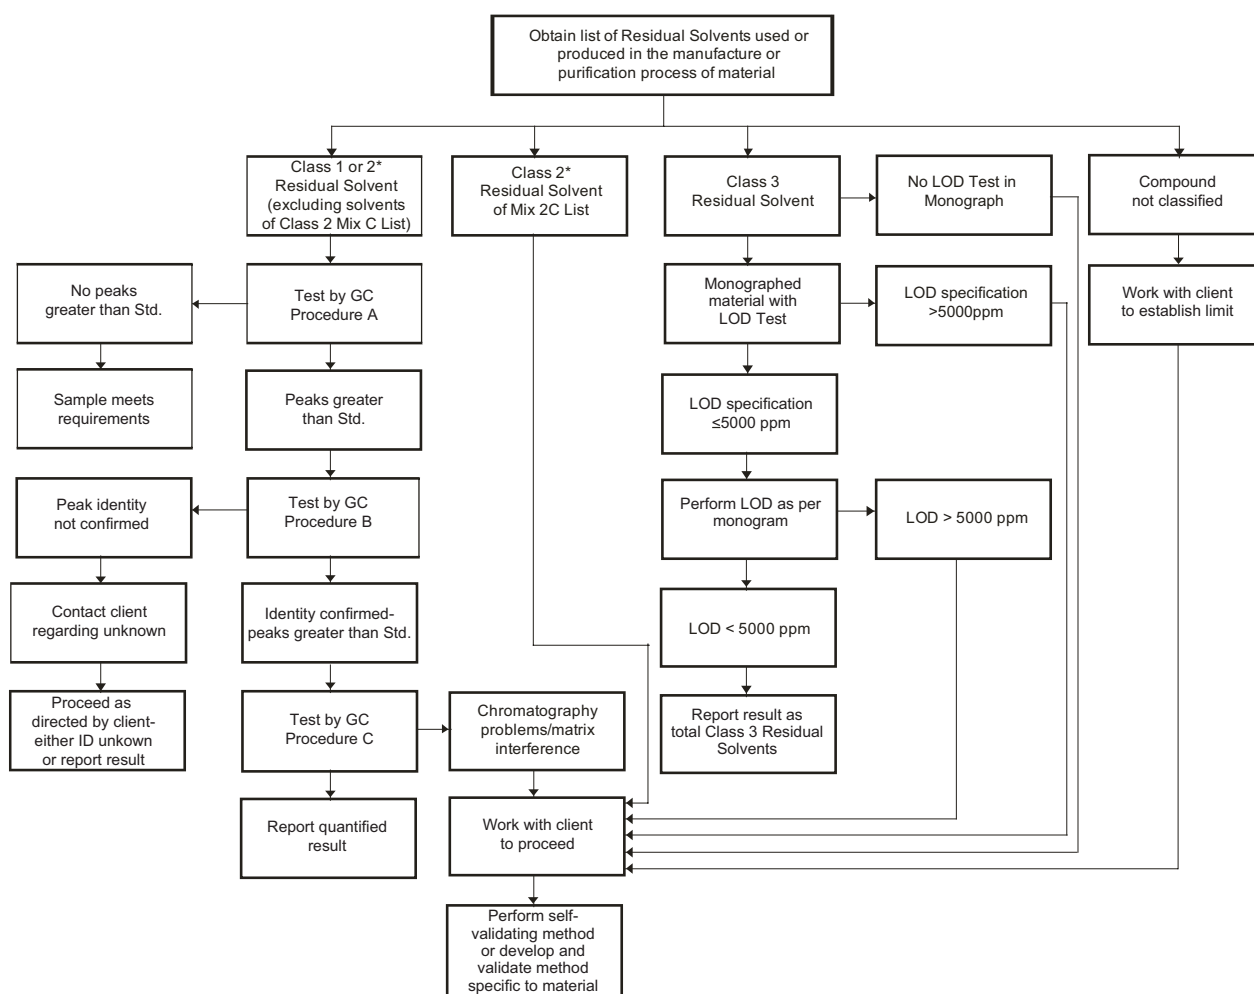 Obtain list of Residual Solvents used or
produced in the manufacture or
purification process of material
Class 1 or 2*
Residual Solvent
(excluding solvents
of Class 2 Mix C List)
Class 2*
Residual Solvent
of Mix 2C List
Class 3
Residual Solvent
No LOD Test in
Monograph
Compound
not classified
No peaks
greater than Std.
Test by GC
Procedure A
Monographed
material with
LOD Test
LOD specification
>5000ppm
Work with client
to establish limit
Sample meets
requirements
Peaks greater
than Std.
LOD specification
≤5000 ppm
Peak identity
not confirmed
Test by GC
Procedure B
Perform LOD as per
monogram
LOD > 5000 ppm
Contact client
regarding unknown
Identity confirmed-
peaks greater than Std.
LOD < 5000 ppm
Proceed as
directed by client-
either ID unkown
or report result
Test by GC
Procedure C
Chromatography
problems/matrix
interference
Report result as
total Class 3 Residual
Solvents
Report quantified
result
Work with client
to proceed
Perform self-
validating method
or develop and
validate method
specific to material